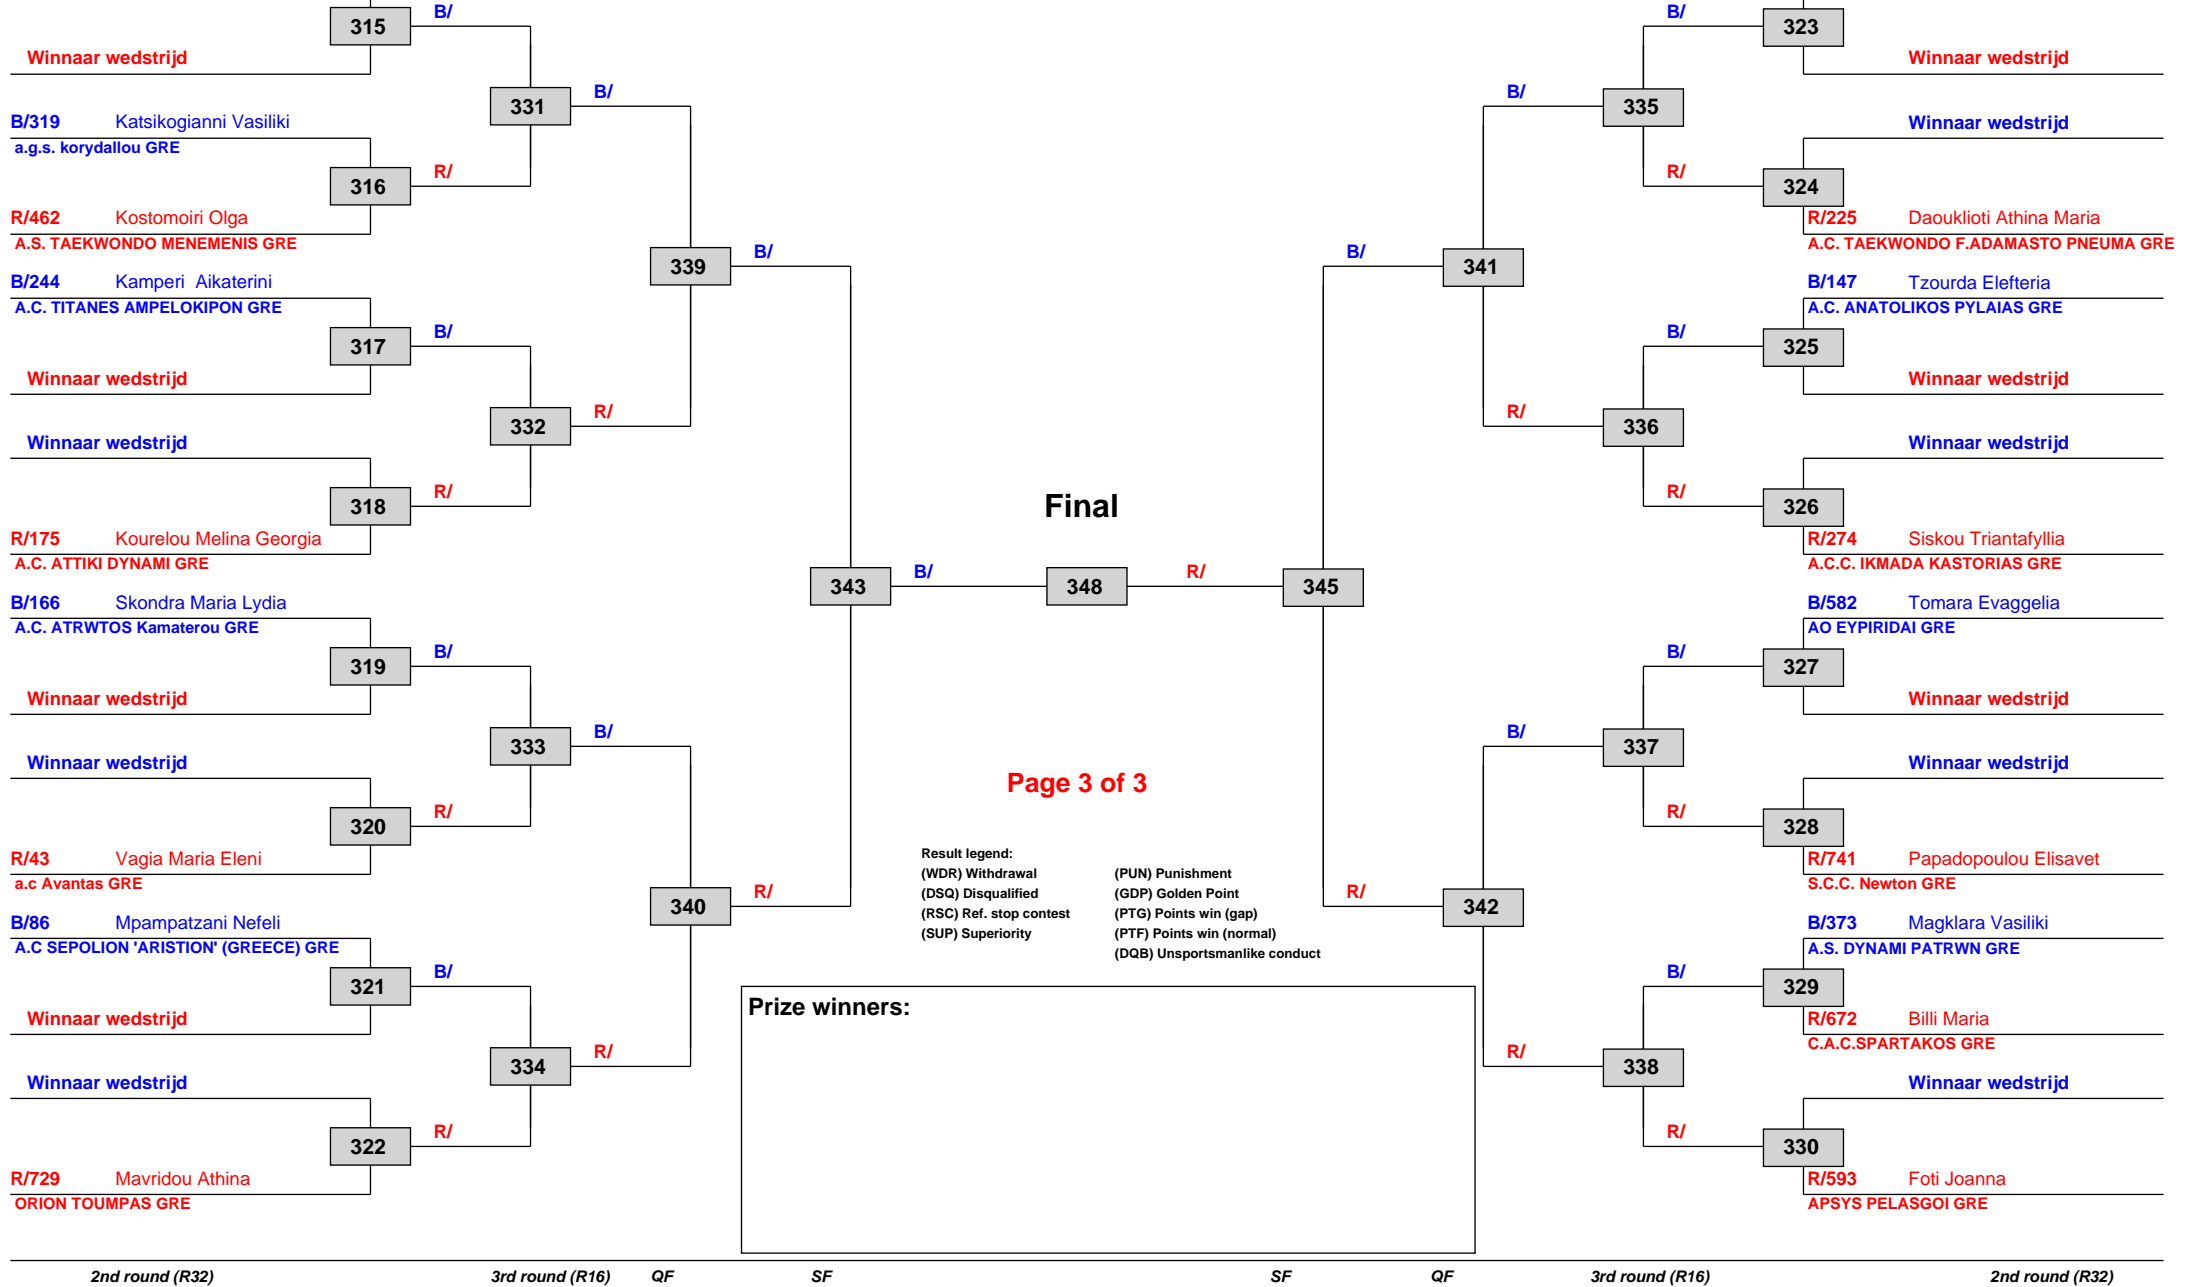 315
B/
Winnaar wedstrijd
331
B/
B/319 Katsikogianni Vasiliki
a.g.s. korydallou GRE
316
R/
R/462 Kostomoiri Olga
A.S. TAEKWONDO MENEMENIS GRE
339
B/
B/244 Kamperi Aikaterini
A.C. TITANES AMPELOKIPON GRE
317
B/
Winnaar wedstrijd
332
R/
Winnaar wedstrijd
318
R/
R/175 Kourelou Melina Georgia
A.C. ATTIKI DYNAMI GRE
343
B/
B/166 Skondra Maria Lydia
A.C. ATRWTOS Kamaterou GRE
319
B/
Winnaar wedstrijd
333
B/
Winnaar wedstrijd
320
R/
R/43 Vagia Maria Eleni
a.c Avantas GRE
340
R/
B/86 Mpampatzani Nefeli
A.C SEPOLION 'ARISTION' (GREECE) GRE
321
B/
Winnaar wedstrijd
334
R/
Winnaar wedstrijd
322
R/
R/729 Mavridou Athina
ORION TOUMPAS GRE
Final
348
Page 3 of 3
Result legend:
(WDR) Withdrawal (PUN) Punishment
(DSQ) Disqualified (GDP) Golden Point
(RSC) Ref. stop contest (PTG) Points win (gap)
(SUP) Superiority (PTF) Points win (normal)
(DQB) Unsportsmanlike conduct
Prize winners:
B/
323
Winnaar wedstrijd
B/
335
Winnaar wedstrijd
R/
324
R/225 Daouklioti Athina Maria
A.C. TAEKWONDO F.ADAMASTO PNEUMA GRE
B/
341
B/147 Tzourda Elefteria
A.C. ANATOLIKOS PYLAIAS GRE
B/
325
Winnaar wedstrijd
R/
336
Winnaar wedstrijd
R/
326
R/274 Siskou Triantafyllia
A.C.C. IKMADA KASTORIAS GRE
R/
345
B/582 Tomara Evaggelia
AO EYPIRIDAI GRE
B/
327
Winnaar wedstrijd
B/
337
Winnaar wedstrijd
R/
328
R/741 Papadopoulou Elisavet
S.C.C. Newton GRE
R/
342
B/373 Magklara Vasiliki
A.S. DYNAMI PATRWN GRE
B/
329
R/672 Billi Maria
C.A.C.SPARTAKOS GRE
R/
338
Winnaar wedstrijd
R/
330
R/593 Foti Joanna
APSYS PELASGOI GRE
2nd round (R32) 3rd round (R16) QF SF SF QF 3rd round (R16) 2nd round (R32)